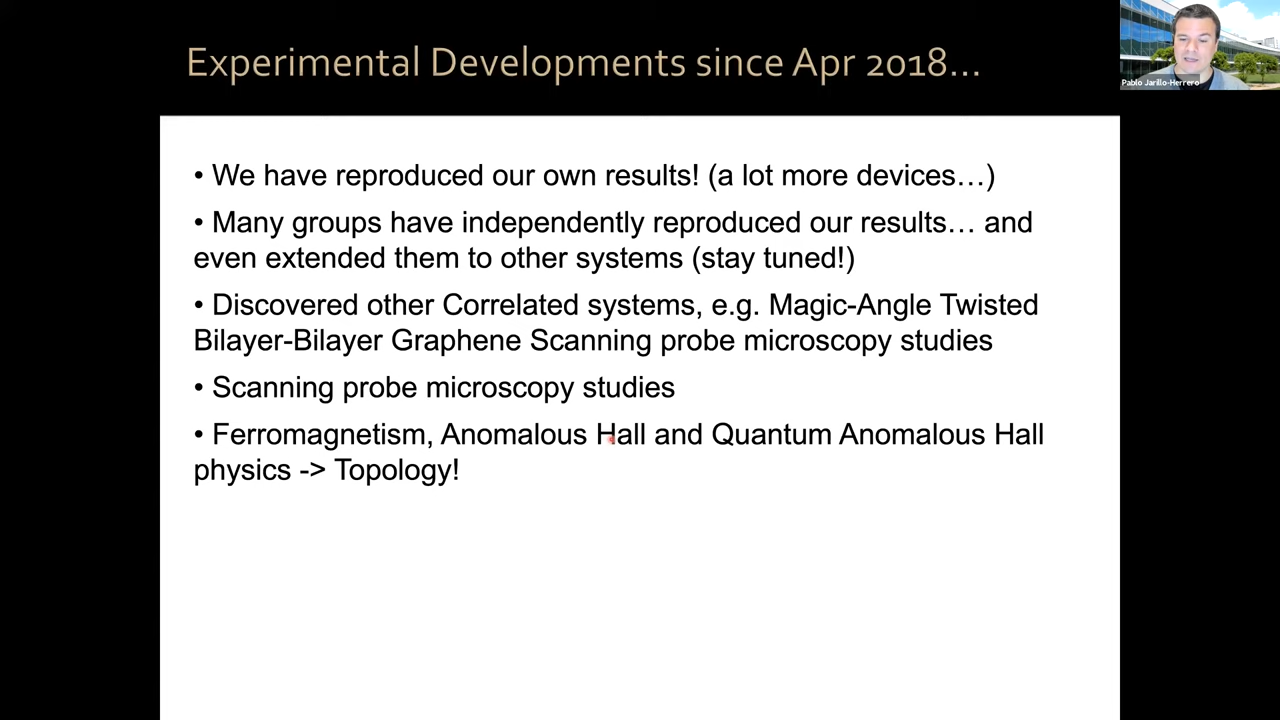 Experimental Developments since Apr 2018...
Pablo Jarillo-Herrero
• We have reproduced our own results! (a lot more devices…)
• Many groups have independently reproduced our results… and
even extended them to other systems (stay tuned!)
• Discovered other Correlated systems, e.g. Magic-Angle Twisted
Bilayer-Bilayer Graphene Scanning probe microscopy studies
• Scanning probe microscopy studies
• Ferromagnetism, Anomalous Hall and Quantum Anomalous Hall
physics -> Topology!